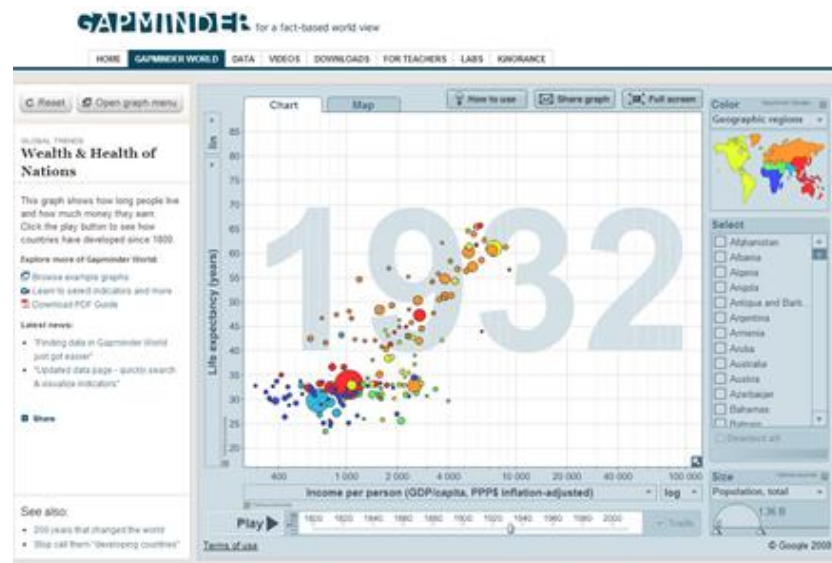 GAPMINDER for a fact-based world view
HOME GAPMINDER WORLD DATA VIDEOS DOWNLOADS FOR TEACHERS LABS IGNORANCE
Reset Open graph menu
GLOBAL TRENDS
Wealth & Health of
Nations
This graph shows how long people live
and how much money they earn.
Click the play button to see how
countries have developed since 1800.
Explore more of Gapminder World:
Browse example graphs
Learn to select indicators and more
Download PDF Guide
Latest news:
"Finding data in Gapminder World
just got easier"
"Updated data page - quickly search
& visualize indicators"
Share
See also:
200 years that changed the world
Stop call them "developing countries"
Chart Map How to use Share graph Full screen
lin
Life expectancy (years)
85
80
75
70
65
60
55
50
45
40
35
30
25
20
1932
400 1 000 2 000 4 000 10 000 20 000 40 000 100 000
Income per person (GDP/capita, PPP$ inflation-adjusted) log
Play 1800 1820 1840 1860 1880 1900 1920 1940 1960 1980 2000 Trails
Terms of use
© Google 2009
Color
Geographic regions
Select
Afghanistan
Albania
Algeria
Angola
Antigua and Barb.
Argentina
Armenia
Aruba
Australia
Austria
Azerbaijan
Bahamas
Bahrain
Deselect all
Size
Population, total
1.36 B